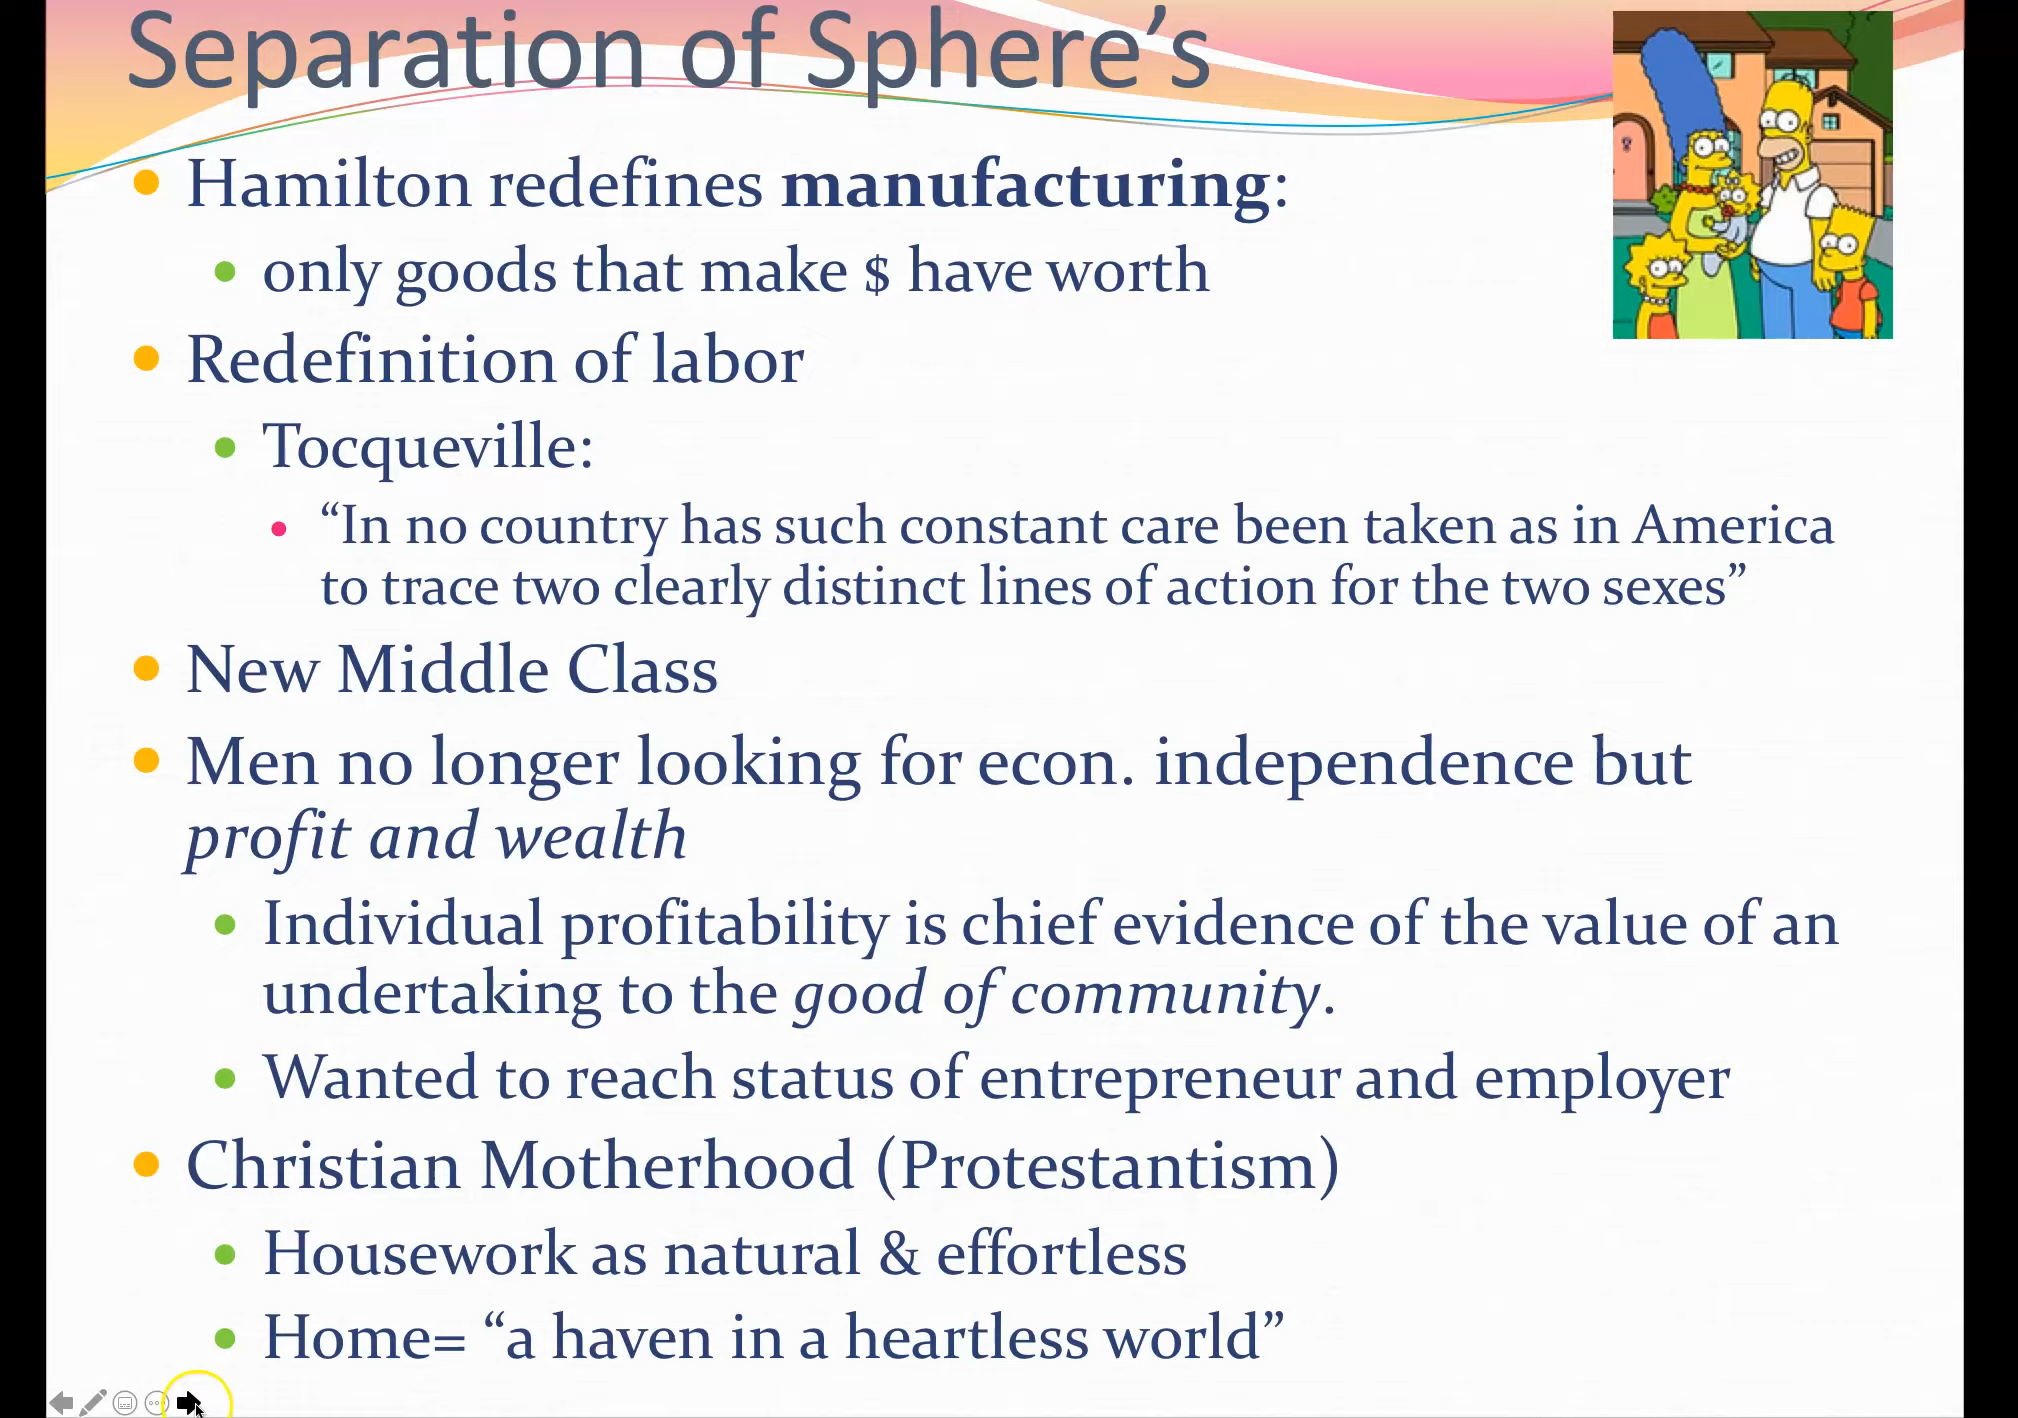 Separation of Sphere’s
Hamilton redefines manufacturing:
only goods that make $ have worth
Redefinition of labor
Tocqueville:
“In no country has such constant care been taken as in America
to trace two clearly distinct lines of action for the two sexes”
New Middle Class
Men no longer looking for econ. independence but
profit and wealth
Individual profitability is chief evidence of the value of an
undertaking to the good of community.
Wanted to reach status of entrepreneur and employer
Christian Motherhood (Protestantism)
Housework as natural & effortless
Home= “a haven in a heartless world”